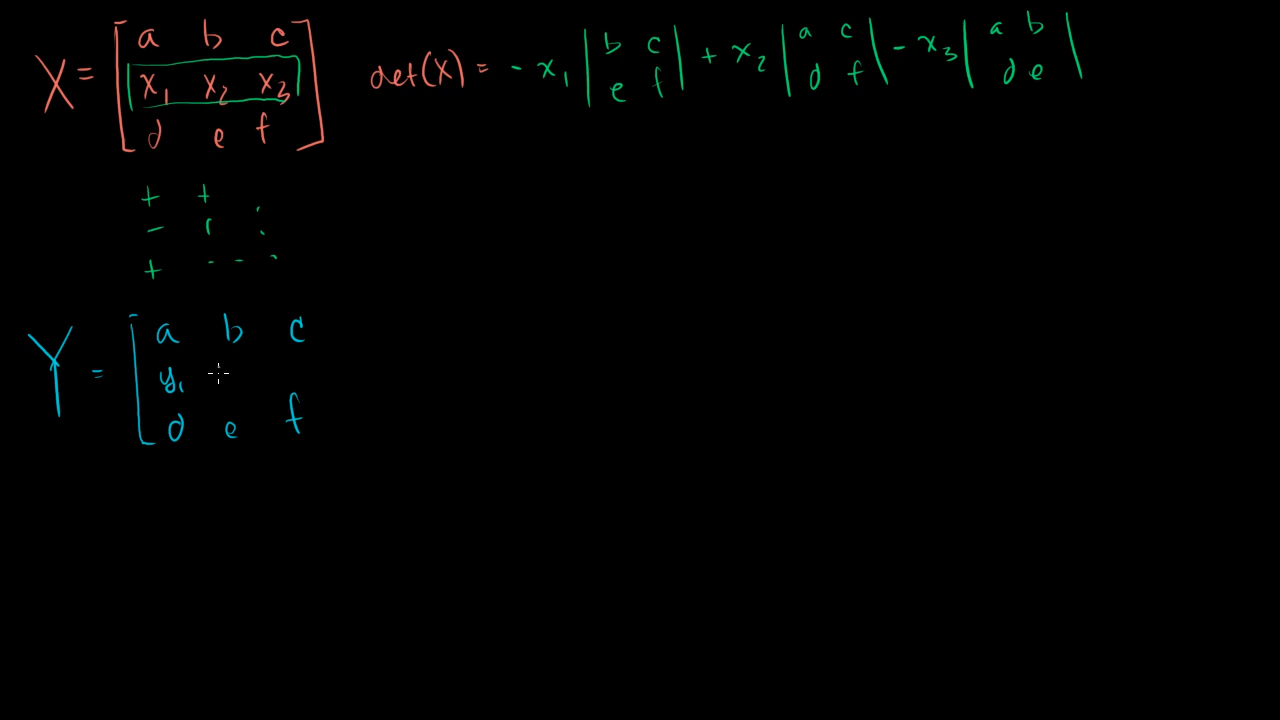 X = [ a b c ; x₁ x₂ x₃ ; d e f ] det(X) = - x₁ | b c ; e f | + x₂ | a c ; d f | - x₃ | a b ; d e |
+ +
-
+
Y = [ a b c
y₁
d e f